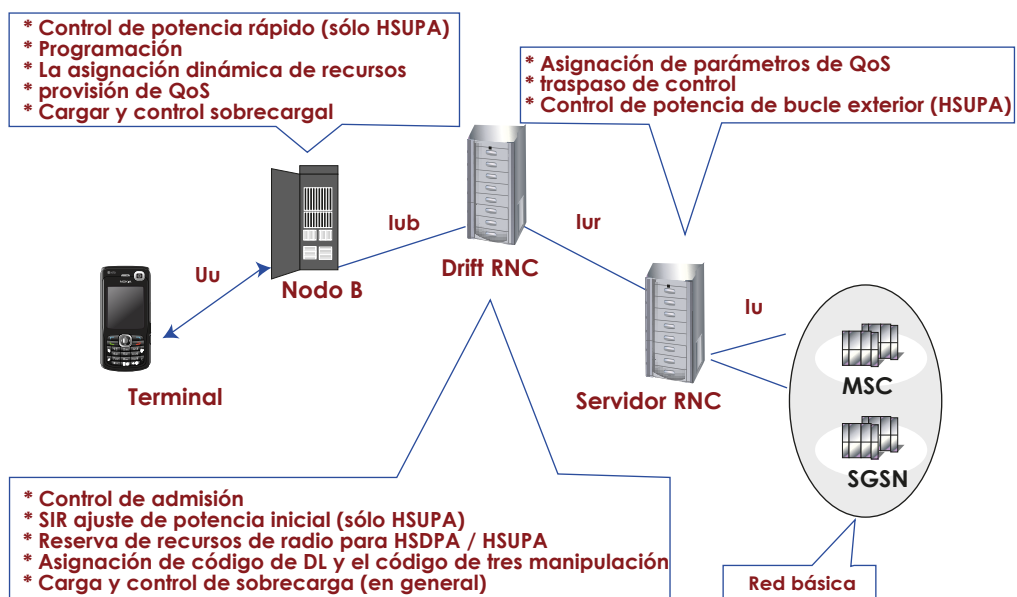 * Control de potencia rápido (sólo HSUPA)
* Programación
* La asignación dinámica de recursos
* provisión de QoS
* Cargar y control sobrecargal
* Asignación de parámetros de QoS
* traspaso de control
* Control de potencia de bucle exterior (HSUPA)
Uu
Iub
Iur
Iu
Nodo B
Drift RNC
Terminal
Servidor RNC
MSC
SGSN
* Control de admisión
* SIR ajuste de potencia inicial (sólo HSUPA)
* Reserva de recursos de radio para HSDPA / HSUPA
* Asignación de código de DL y el código de tres manipulación
* Carga y control de sobrecarga (en general)
Red básica